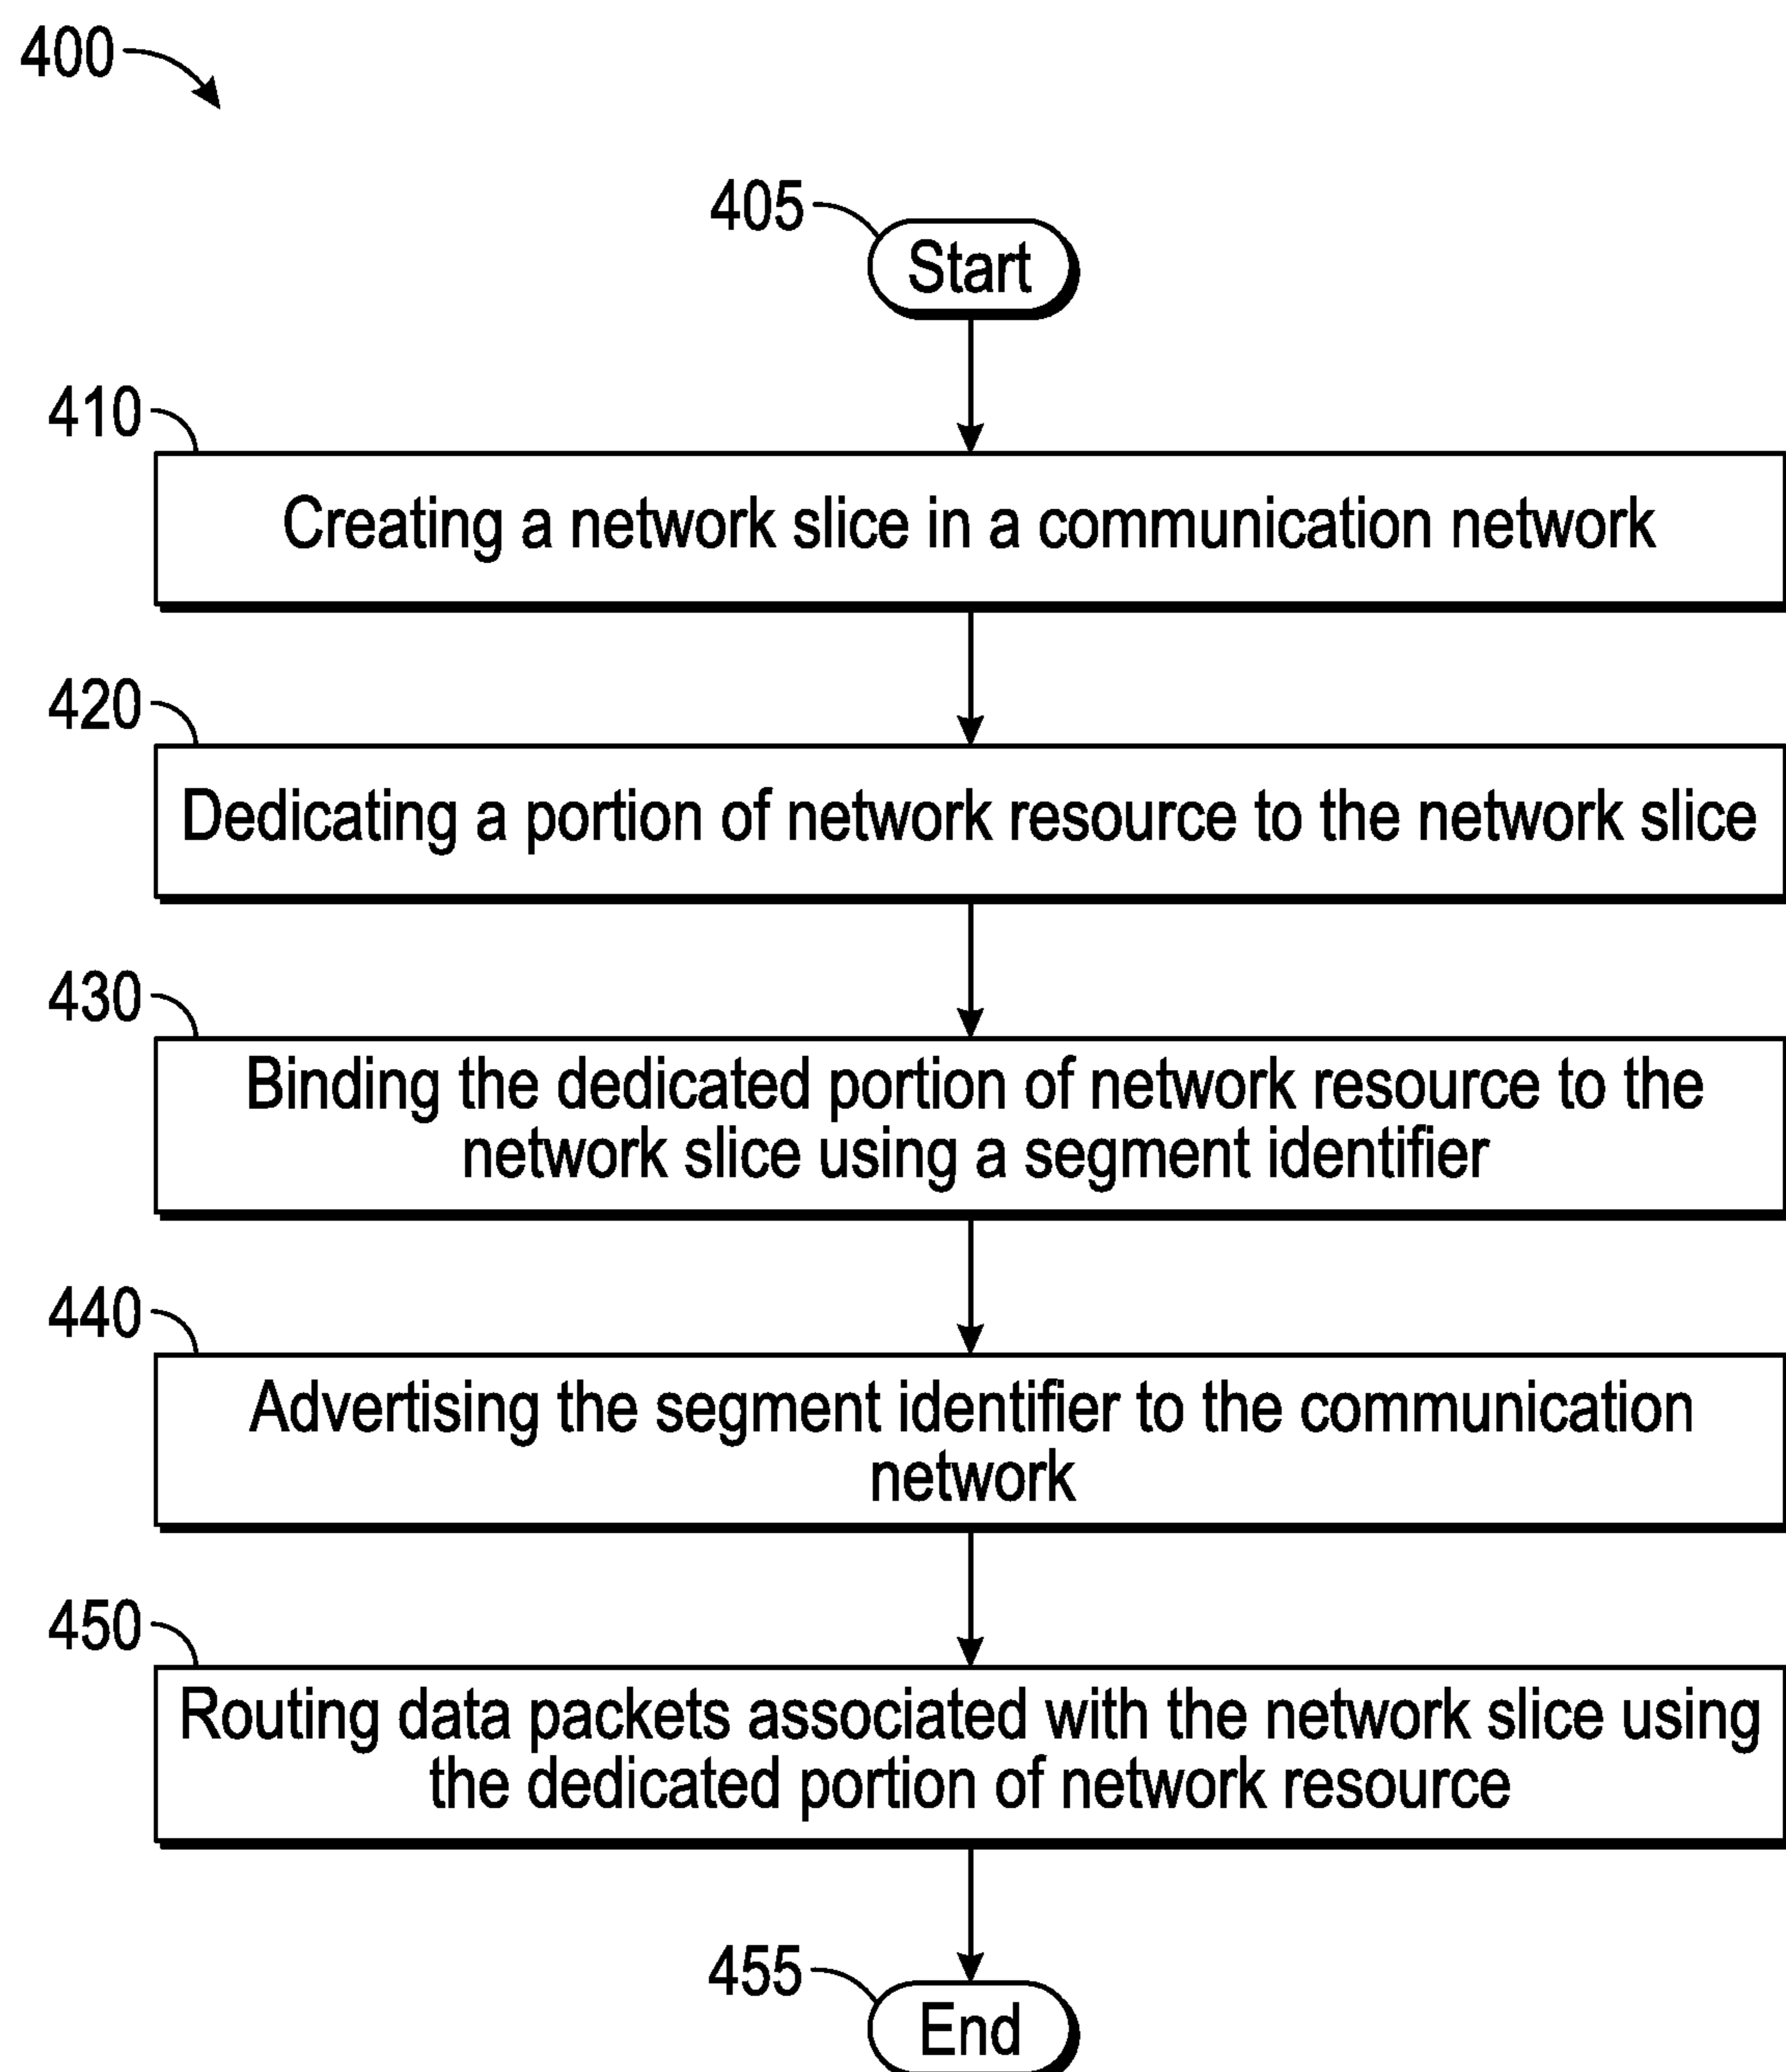 400
405
Start
410
Creating a network slice in a communication network
420
Dedicating a portion of network resource to the network slice
430
Binding the dedicated portion of network resource to the
network slice using a segment identifier
440
Advertising the segment identifier to the communication
network
450
Routing data packets associated with the network slice using
the dedicated portion of network resource
455
End